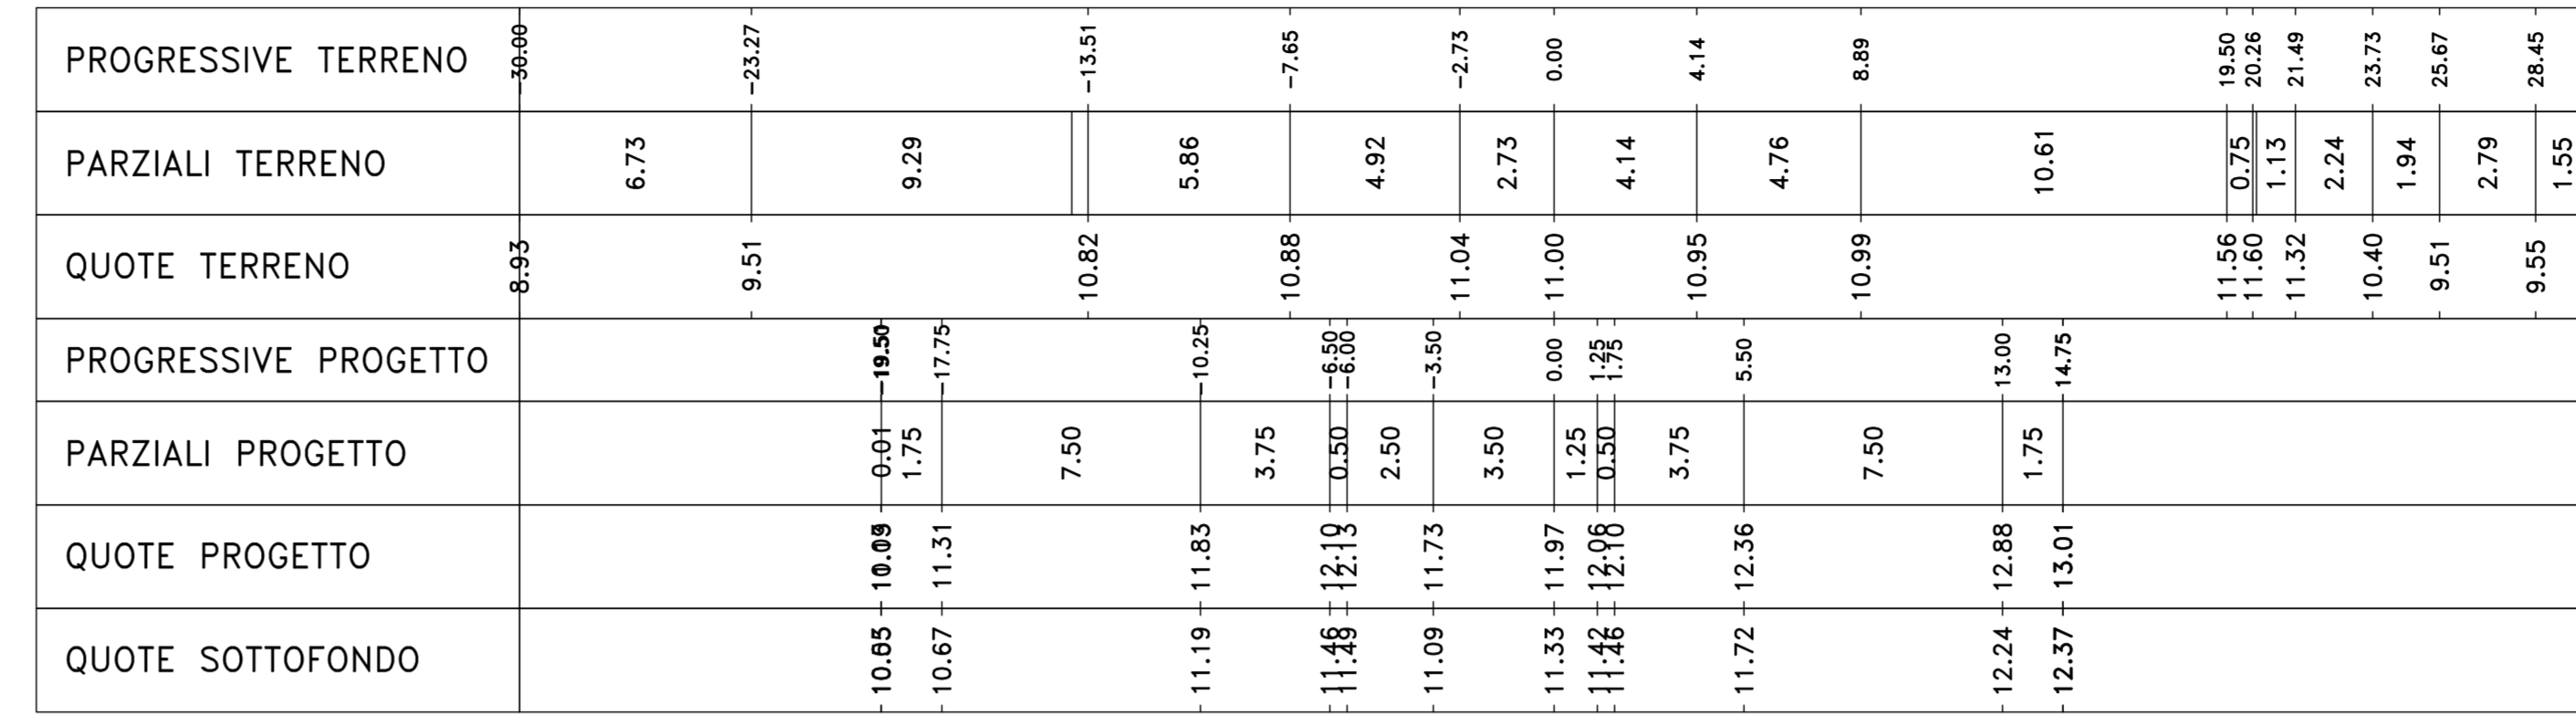 PROGRESSIVE TERRENO -30.00 -23.27 -13.51 -7.65 -2.73 0.00 4.14 8.89 19.50 20.26 21.49 23.73 25.67 28.45
PARZIALI TERRENO 6.73 9.29 5.86 4.92 2.73 4.14 4.76 10.61 0.75 1.13 2.24 1.94 2.79 1.55
QUOTE TERRENO 8.93 9.51 10.82 10.88 11.04 11.00 10.95 10.99 11.56 11.60 11.32 10.40 9.51 9.55
PROGRESSIVE PROGETTO -17.75 -10.25 -6.50 -6.00 -3.50 0.00 1.25 1.75 5.50 13.00 14.75
PARZIALI PROGETTO 0.01 1.75 7.50 3.75 0.50 2.50 3.50 1.25 0.50 3.75 7.50 1.75
QUOTE PROGETTO 11.31 11.83 12.10 12.13 11.73 11.97 12.06 12.10 12.36 12.88 13.01
QUOTE SOTTOFONDO 10.67 11.19 11.46 11.49 11.09 11.33 11.42 11.46 11.72 12.24 12.37